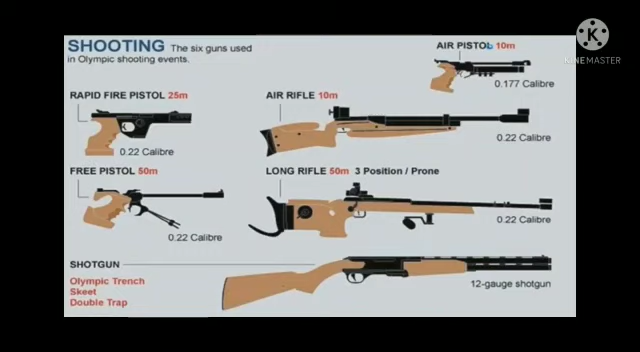 SHOOTING The six guns used
in Olympic shooting events.
AIR PISTOL 10m
0.177 Calibre
KINEMASTER
RAPID FIRE PISTOL 25m
0.22 Calibre
AIR RIFLE 10m
0.22 Calibre
FREE PISTOL 50m
0.22 Calibre
LONG RIFLE 50m 3 Position / Prone
0.22 Calibre
SHOTGUN
Olympic Trench
Skeet
Double Trap
12-gauge shotgun